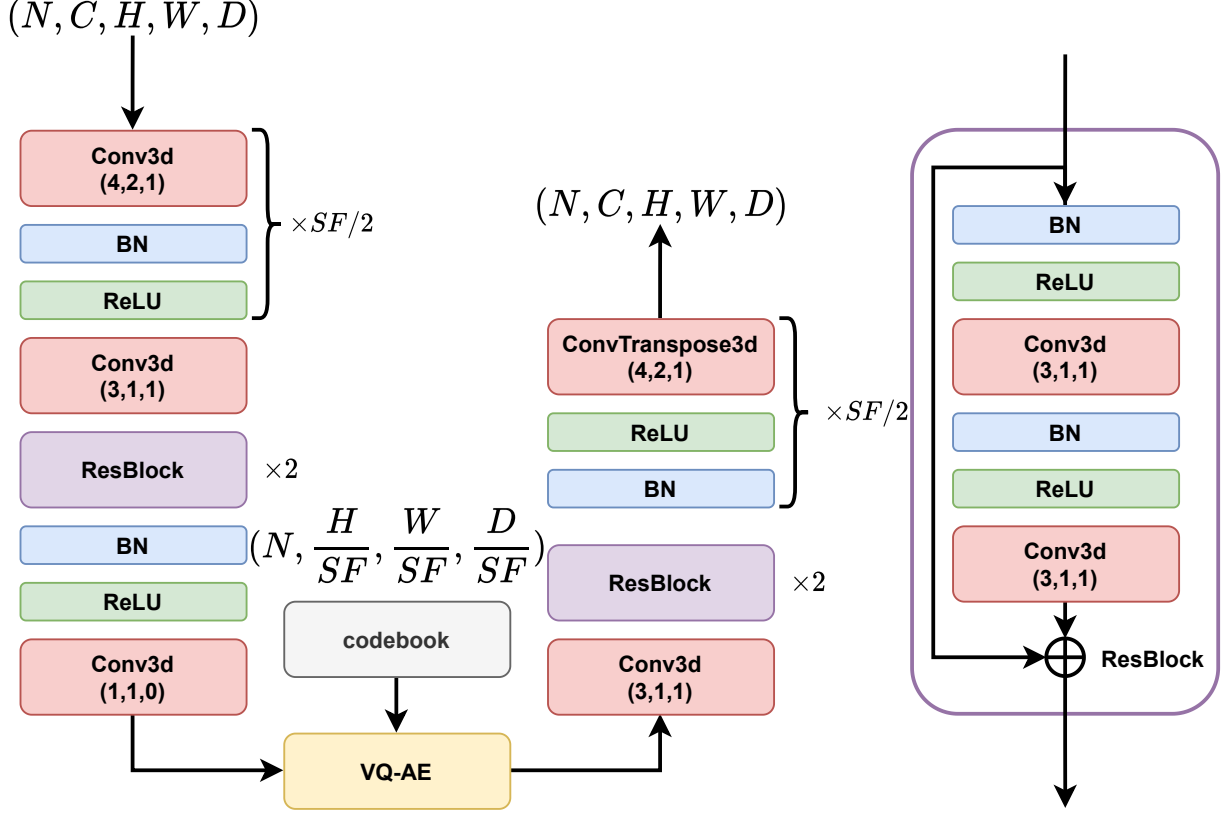 (N, C, H, W, D)
Conv3d
(4,2,1)
BN
ReLU
×SF/2
Conv3d
(3,1,1)
ResBlock
×2
BN
ReLU
Conv3d
(1,1,0)
(N, H/SF, W/SF, D/SF)
codebook
VQ-AE
(N, C, H, W, D)
ConvTranspose3d
(4,2,1)
ReLU
BN
×SF/2
ResBlock
×2
Conv3d
(3,1,1)
BN
ReLU
Conv3d
(3,1,1)
BN
ReLU
Conv3d
(3,1,1)
ResBlock